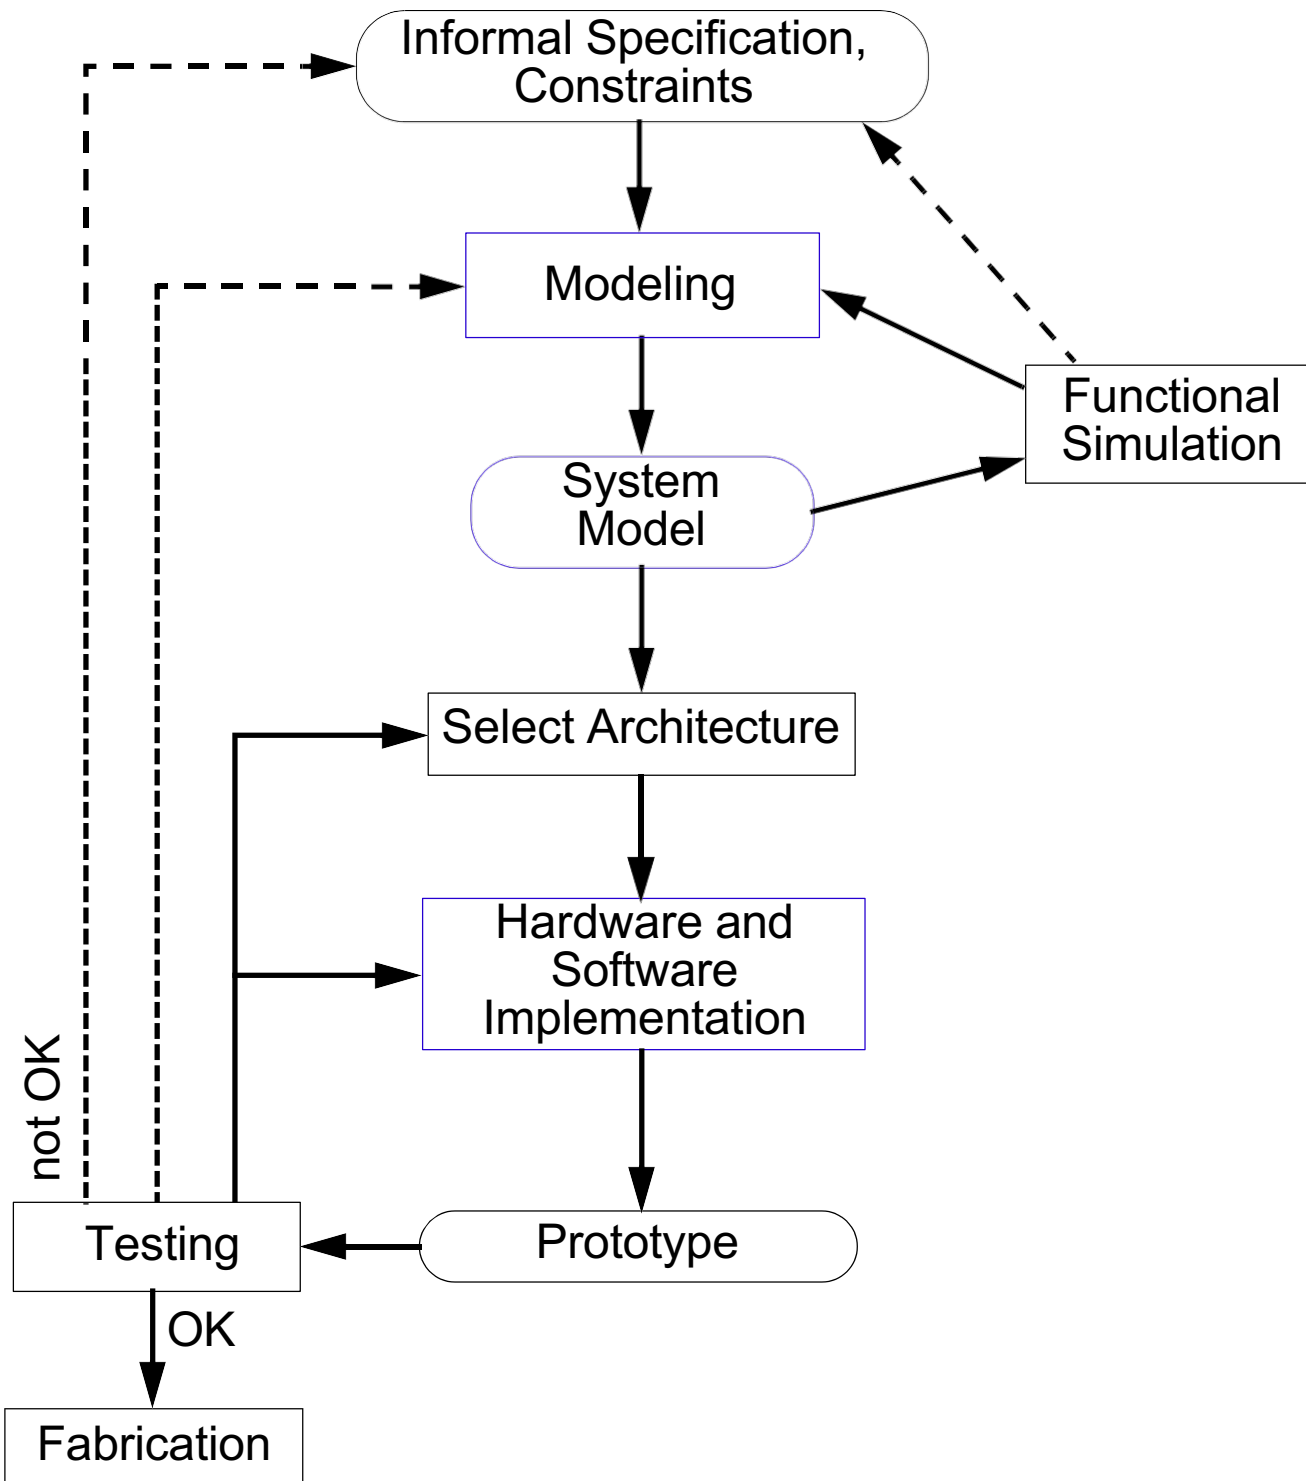 Informal Specification,
Constraints
Modeling
Functional
Simulation
System
Model
Select Architecture
Hardware and
Software
Implementation
not OK
Testing
Prototype
OK
Fabrication